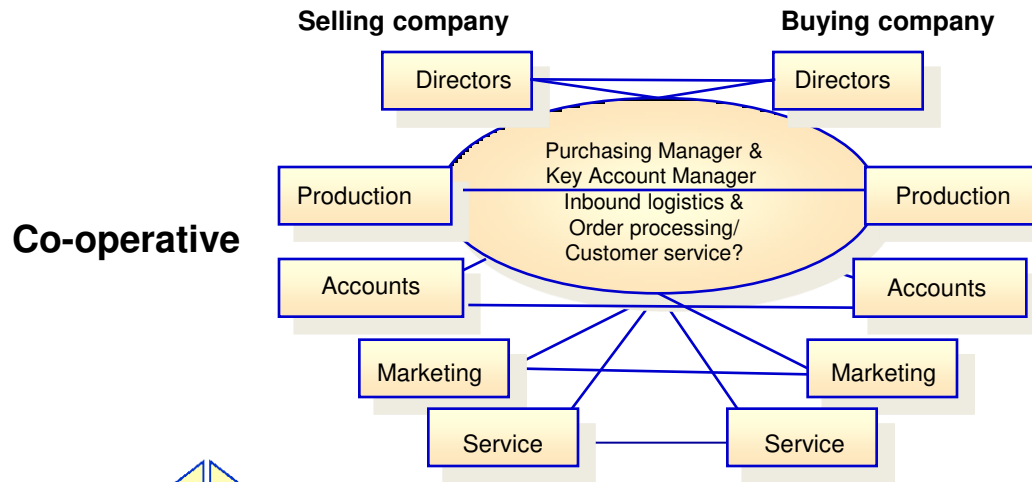 Selling company
Buying company
Directors
Directors
Purchasing Manager &
Key Account Manager
Inbound logistics &
Order processing/
Customer service?
Production
Production
Co-operative
Accounts
Accounts
Marketing
Marketing
Service
Service